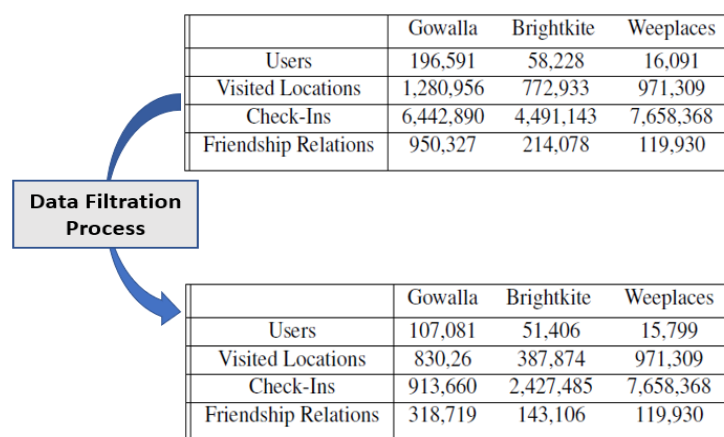 Gowalla Brightkite Weeplaces
Users 196,591 58,228 16,091
Visited Locations 1,280,956 772,933 971,309
Check-Ins 6,442,890 4,491,143 7,658,368
Friendship Relations 950,327 214,078 119,930
Data Filtration
Process
Gowalla Brightkite Weeplaces
Users 107,081 51,406 15,799
Visited Locations 830,26 387,874 971,309
Check-Ins 913,660 2,427,485 7,658,368
Friendship Relations 318,719 143,106 119,930